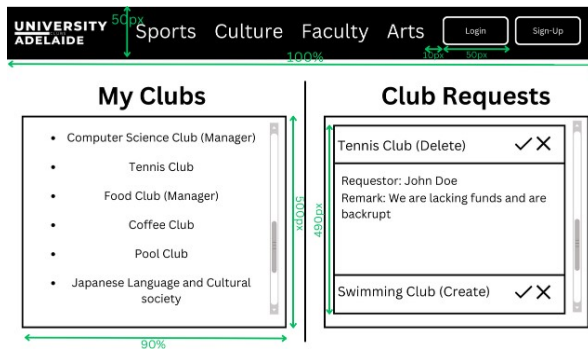 UNIVERSITY
ADELAIDE
50px
Sports Culture Faculty Arts
Login
Sign-Up
100%
10px
50px
My Clubs
Club Requests
• Computer Science Club (Manager)
• Tennis Club
• Food Club (Manager)
• Coffee Club
• Pool Club
• Japanese Language and Cultural
society
500px
90%
490px
Tennis Club (Delete)
Requestor: John Doe
Remark: We are lacking funds and are
backrupt
Swimming Club (Create)